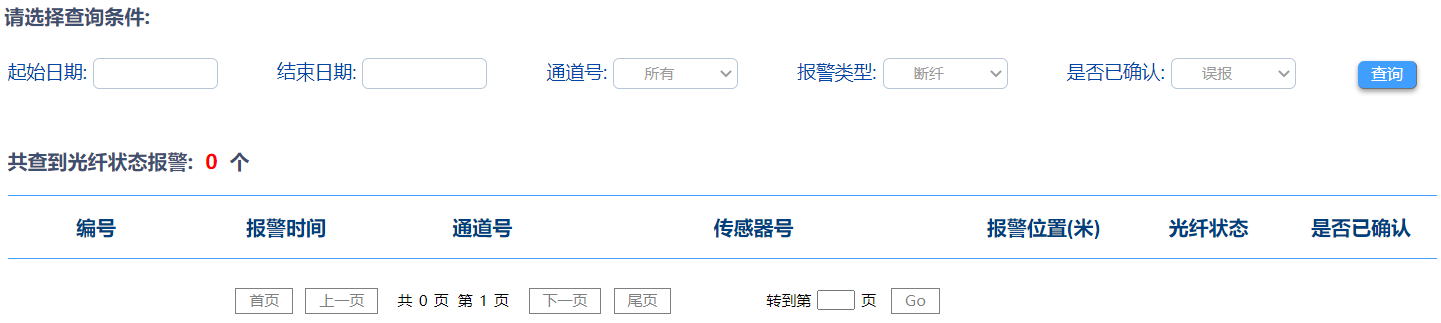 请选择查询条件:
起始日期: 结束日期: 通道号: 所有 报警类型: 断纤 是否已确认: 误报 查询
共查到光纤状态报警: 0 个
编号 报警时间 通道号 传感器号 报警位置(米) 光纤状态 是否已确认
首页 上一页 共 0 页 第 1 页 下一页 尾页 转到第 页 Go